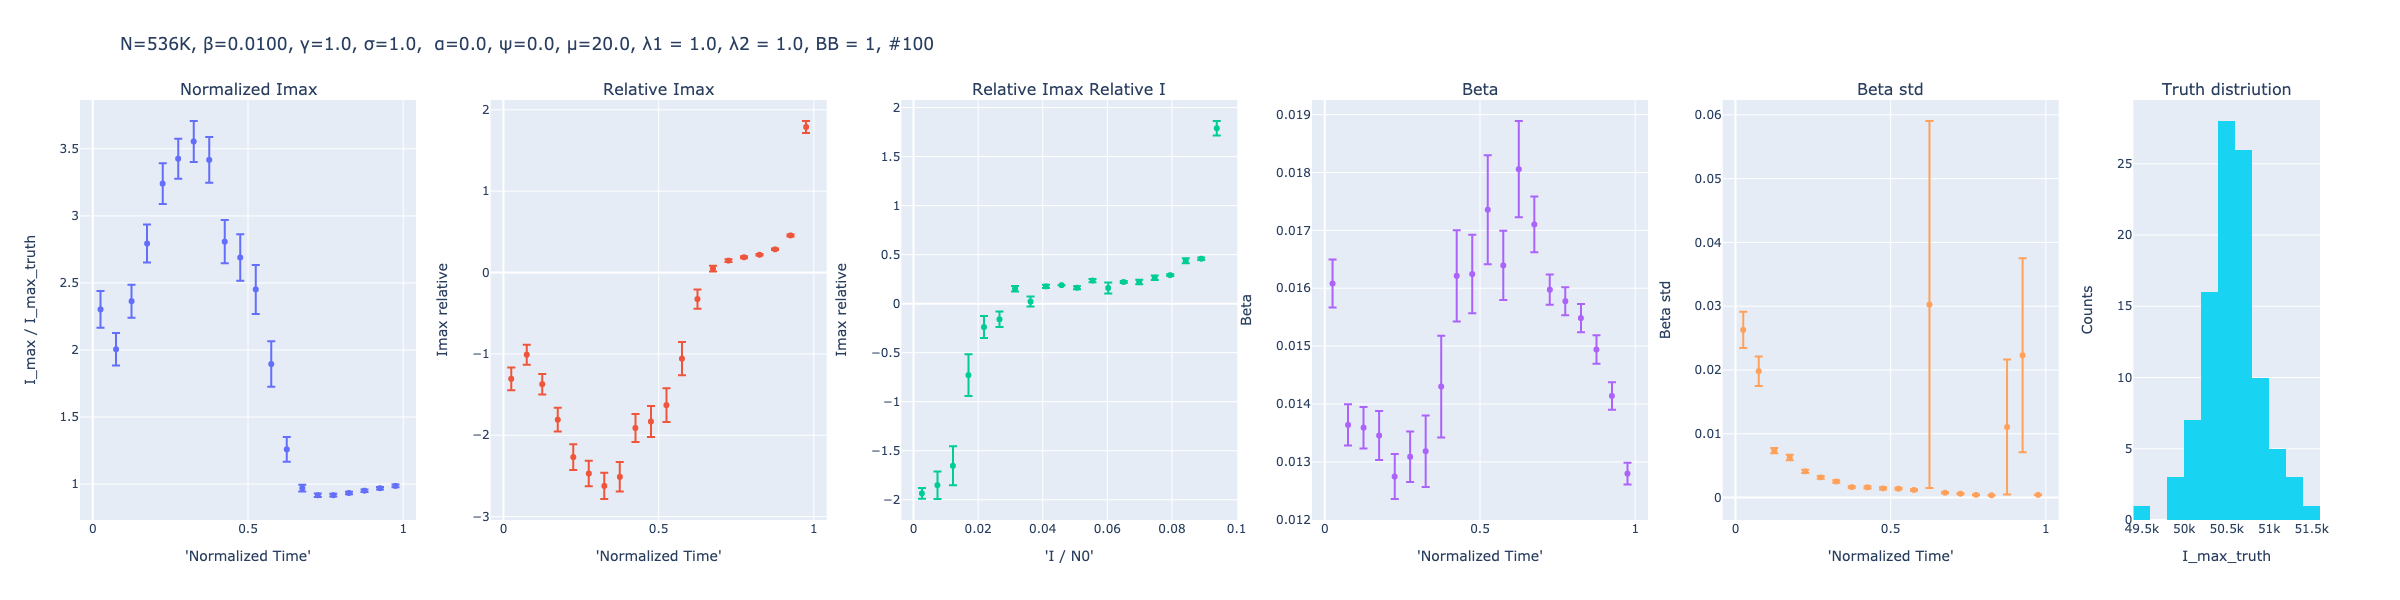 N=536K, β=0.0100, γ=1.0, σ=1.0, α=0.0, ψ=0.0, μ=20.0, λ1 = 1.0, λ2 = 1.0, BB = 1, #100
Normalized Imax
I_max / I_max_truth
3.5
3
2.5
2
1.5
1
0 0.5 1
'Normalized Time'
Relative Imax
Imax relative
2
1
0
−1
−2
−3
0 0.5 1
'Normalized Time'
Relative Imax Relative I
Imax relative
2
1.5
1
0.5
0
−0.5
−1
−1.5
−2
0 0.02 0.04 0.06 0.08 0.1
'I / N0'
Beta
Beta
0.019
0.018
0.017
0.016
0.015
0.014
0.013
0.012
0 0.5 1
'Normalized Time'
Beta std
Beta std
0.06
0.05
0.04
0.03
0.02
0.01
0
0 0.5 1
'Normalized Time'
Truth distriution
Counts
25
20
15
10
5
0
49.5k 50k 50.5k 51k 51.5k
I_max_truth